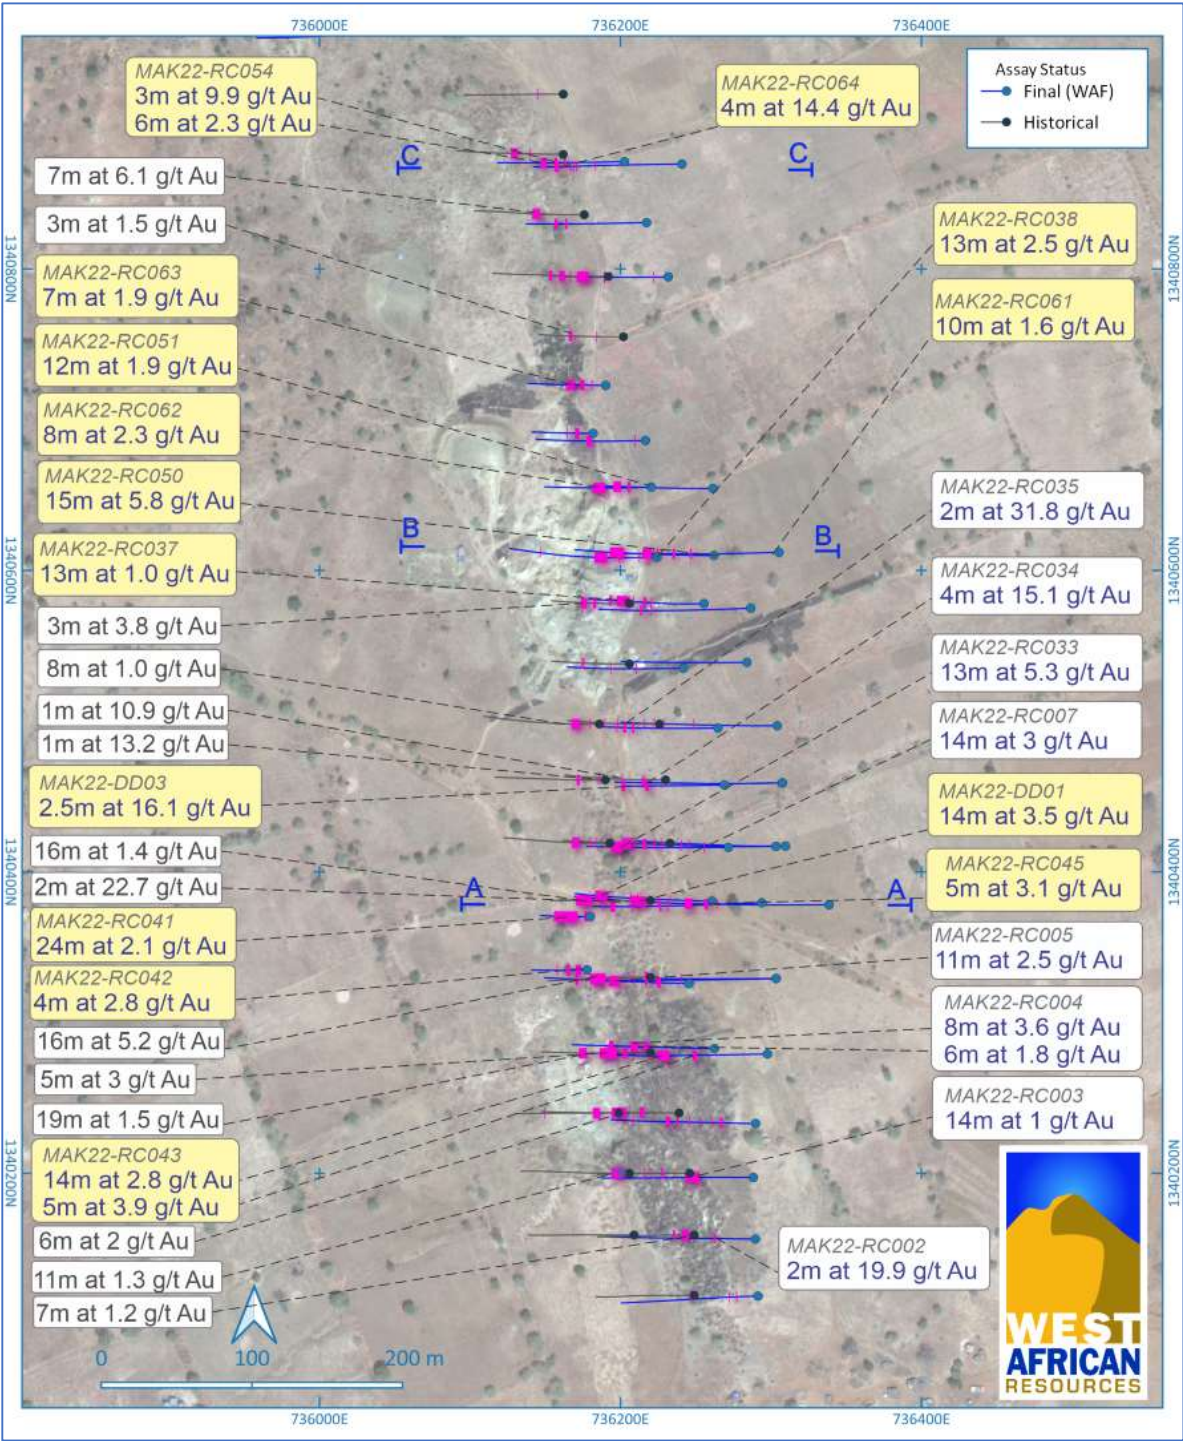 736000E
736200E
736400E
Assay Status
Final (WAF)
Historical
MAK22-RC054
3m at 9.9 g/t Au
6m at 2.3 g/t Au
MAK22-RC064
4m at 14.4 g/t Au
C
C
7m at 6.1 g/t Au
3m at 1.5 g/t Au
MAK22-RC038
13m at 2.5 g/t Au
1340800N
1340800N
MAK22-RC063
7m at 1.9 g/t Au
MAK22-RC061
10m at 1.6 g/t Au
MAK22-RC051
12m at 1.9 g/t Au
MAK22-RC062
8m at 2.3 g/t Au
MAK22-RC050
15m at 5.8 g/t Au
MAK22-RC035
2m at 31.8 g/t Au
B
B
MAK22-RC037
13m at 1.0 g/t Au
1340600N
1340600N
MAK22-RC034
4m at 15.1 g/t Au
3m at 3.8 g/t Au
MAK22-RC033
13m at 5.3 g/t Au
8m at 1.0 g/t Au
1m at 10.9 g/t Au
MAK22-RC007
14m at 3 g/t Au
1m at 13.2 g/t Au
MAK22-DD03
2.5m at 16.1 g/t Au
MAK22-DD01
14m at 3.5 g/t Au
16m at 1.4 g/t Au
1340400N
1340400N
2m at 22.7 g/t Au
A
A
MAK22-RC045
5m at 3.1 g/t Au
MAK22-RC041
24m at 2.1 g/t Au
MAK22-RC005
11m at 2.5 g/t Au
MAK22-RC042
4m at 2.8 g/t Au
MAK22-RC004
8m at 3.6 g/t Au
6m at 1.8 g/t Au
16m at 5.2 g/t Au
5m at 3 g/t Au
MAK22-RC003
14m at 1 g/t Au
19m at 1.5 g/t Au
MAK22-RC043
14m at 2.8 g/t Au
5m at 3.9 g/t Au
1340200N
1340200N
6m at 2 g/t Au
MAK22-RC002
2m at 19.9 g/t Au
11m at 1.3 g/t Au
7m at 1.2 g/t Au
0 100 200 m
WEST
AFRICAN
RESOURCES
736000E
736200E
736400E